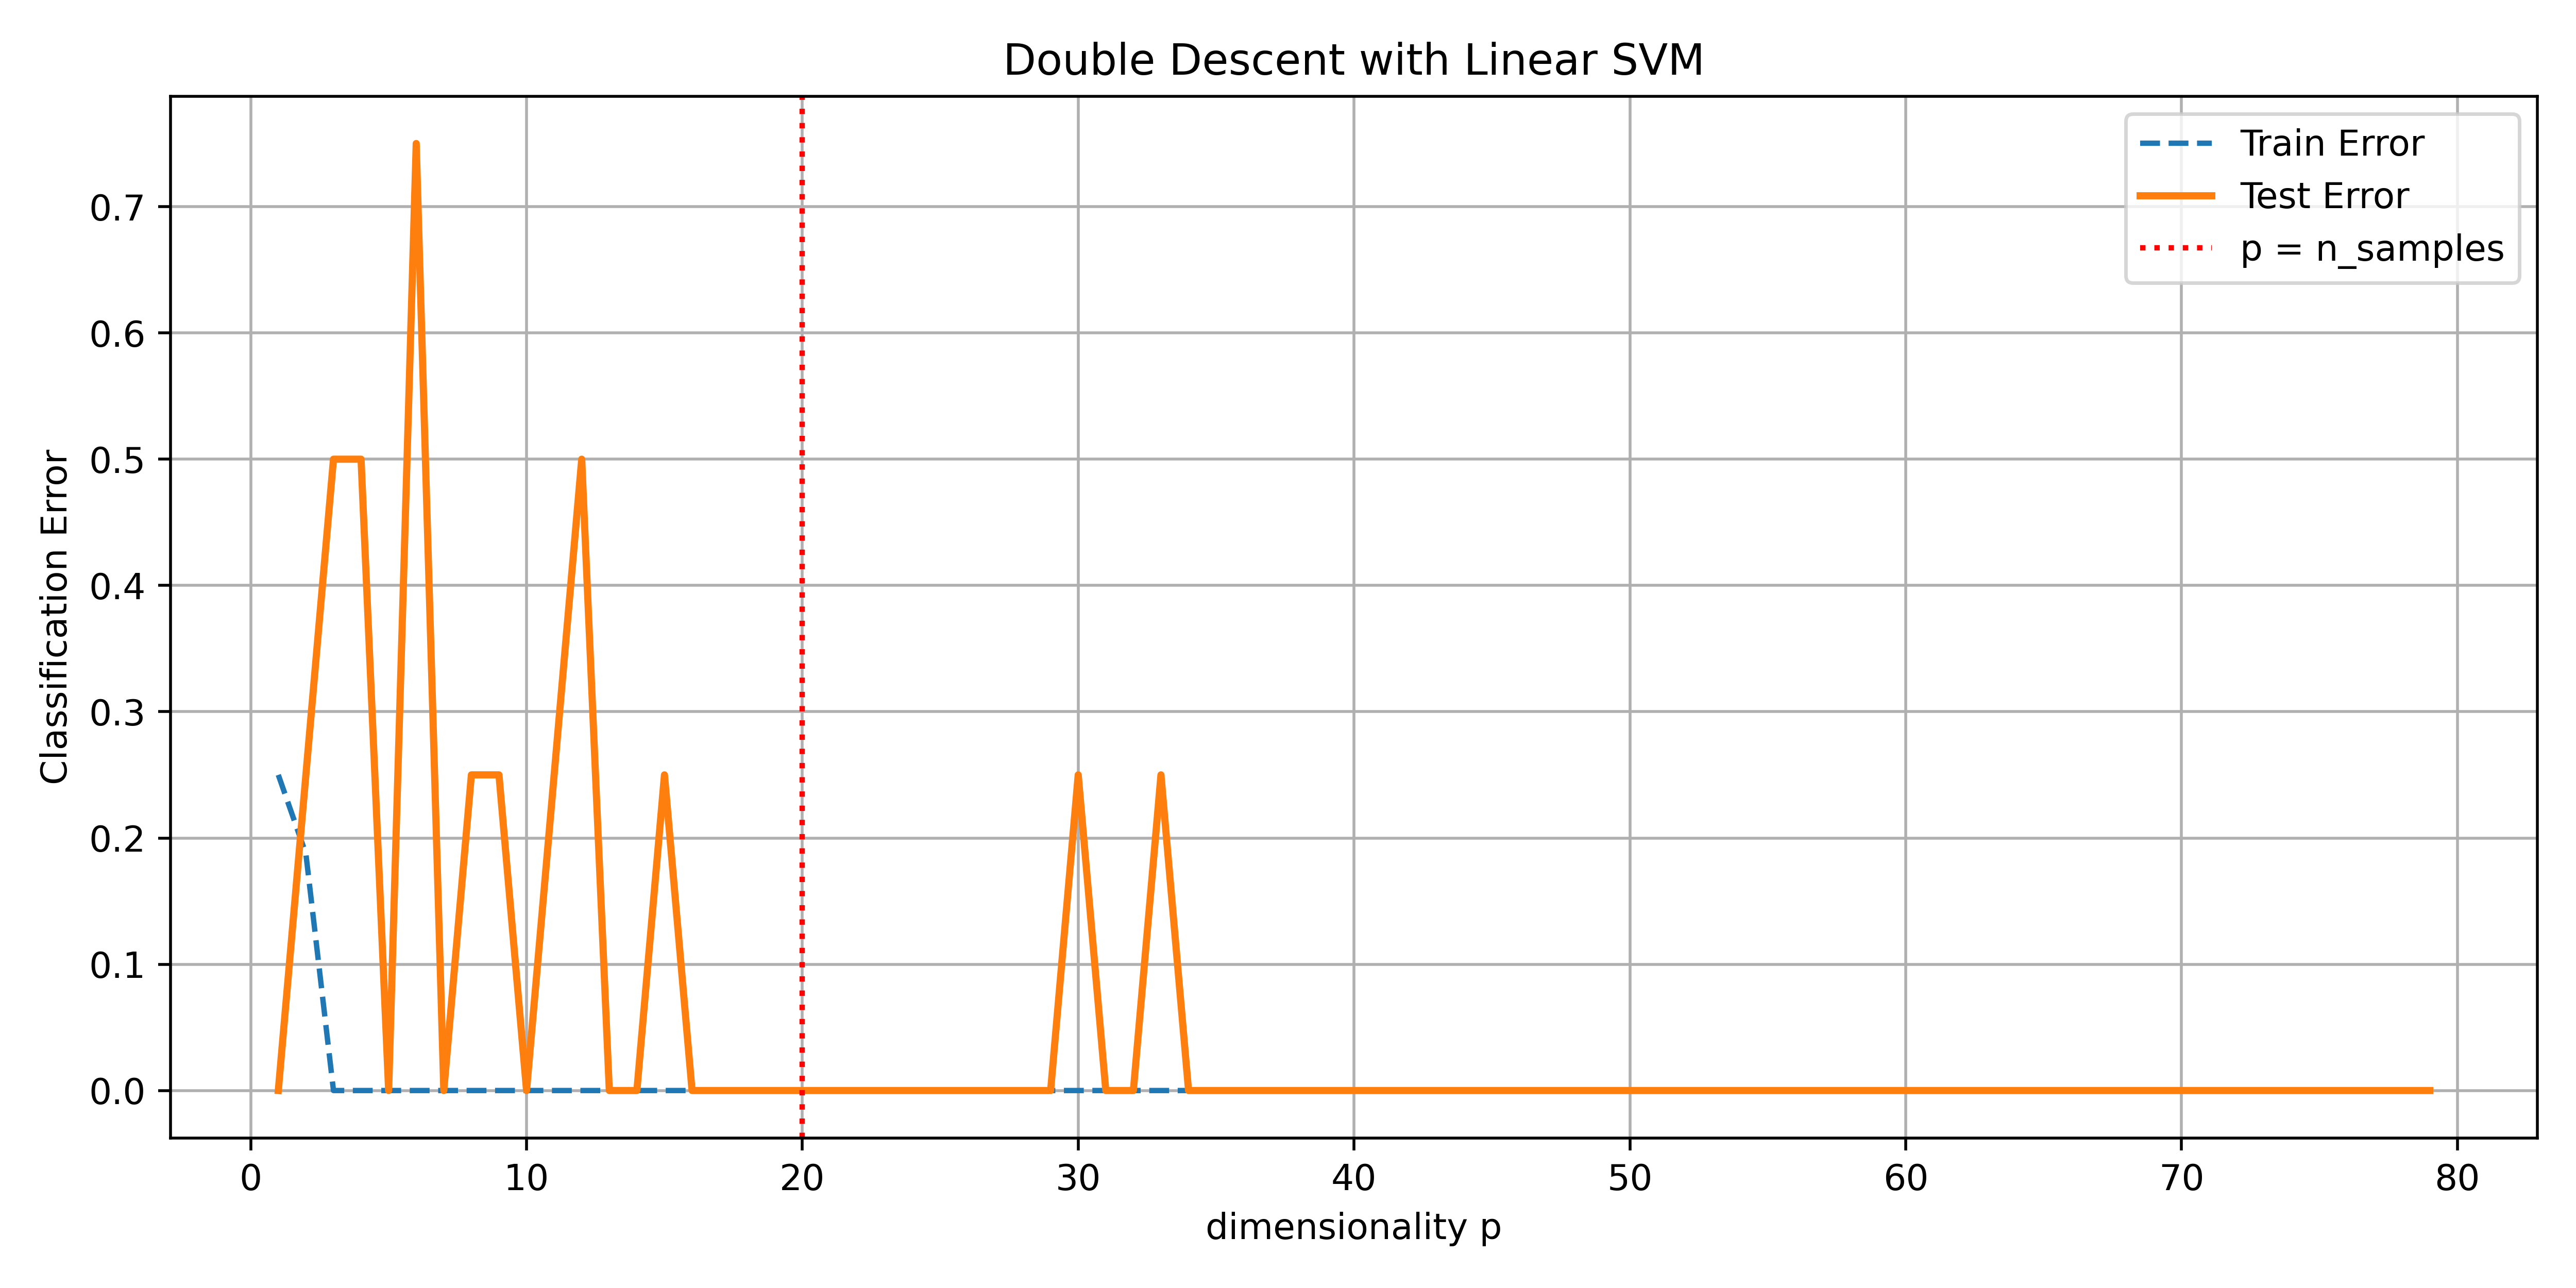 Double Descent with Linear SVM
Train Error
Test Error
p = n_samples
Classification Error
0.7
0.6
0.5
0.4
0.3
0.2
0.1
0.0
0 10 20 30 40 50 60 70 80
dimensionality p